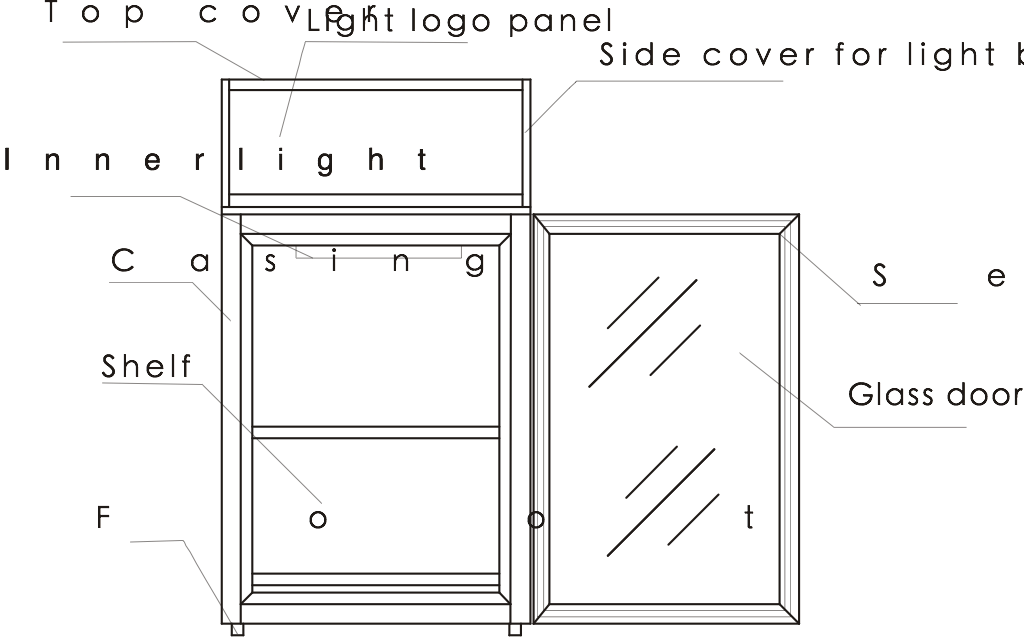 Top cover
Light logo panel
Side cover for light b
Inner light
Casing
Se
Shelf
Glass door
Foot